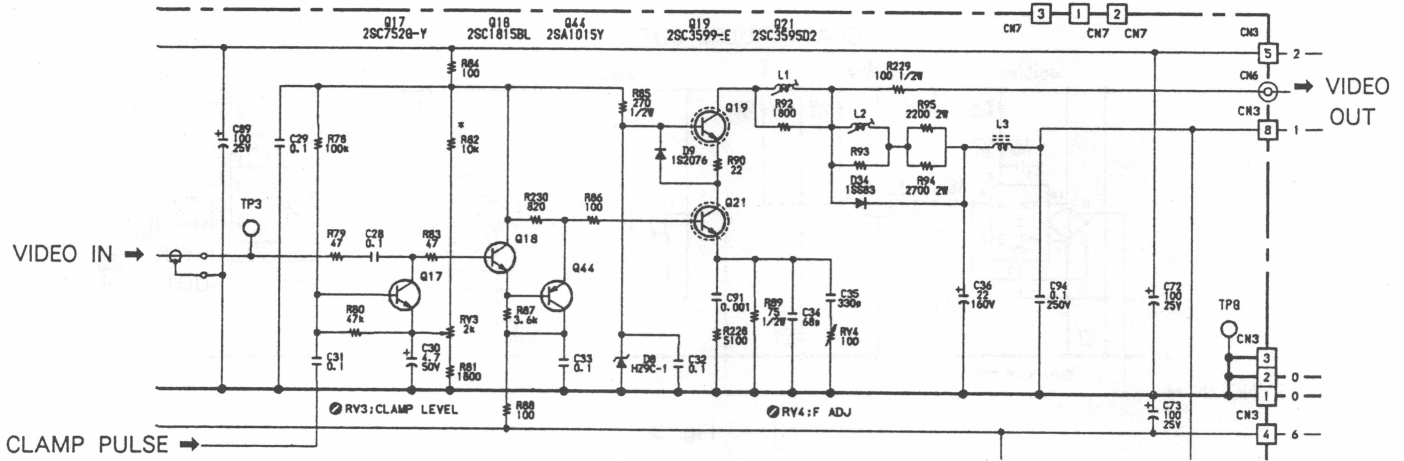 Q17 Q18 Q44 Q19 Q21
2SC752G-Y 2SC1815BL 2SA1015Y 2SC3599-E 2SC3595D2
3 1 2
CN7 CN7 CN7
CN3
5 2
R84
100
R229
100 1/2W
CN6
VIDEO
OUT
L1
R85
270
1/2W
Q19
R92
1800
L2
R95
2200 2W
L3
CN3
8 1
C89
100
25V
C29
0.1
R78
100k
*
R82
10k
D9
1S2076
R90
22
R93
R94
2700 2W
D34
1SS83
TP3
R230
820
R86
100
Q21
VIDEO IN
R79
47
C28
0.1
R83
47
Q18
Q17
Q44
C91
0.001
R89
75
1/2W
C34
68p
C35
330p
C36
22
160V
C94
0.1
250V
C72
100
25V
TP8
R80
47k
RV3
2k
R87
3.6k
R228
5100
RV4
100
C31
0.1
C30
4.7
50V
R81
1800
C33
0.1
D8
HZ9C-1
C32
0.1
CN3
3
2 0
1 0
RV3;CLAMP LEVEL
R88
100
RV4;F ADJ
C73
100
25V
CN3
4 6
CLAMP PULSE